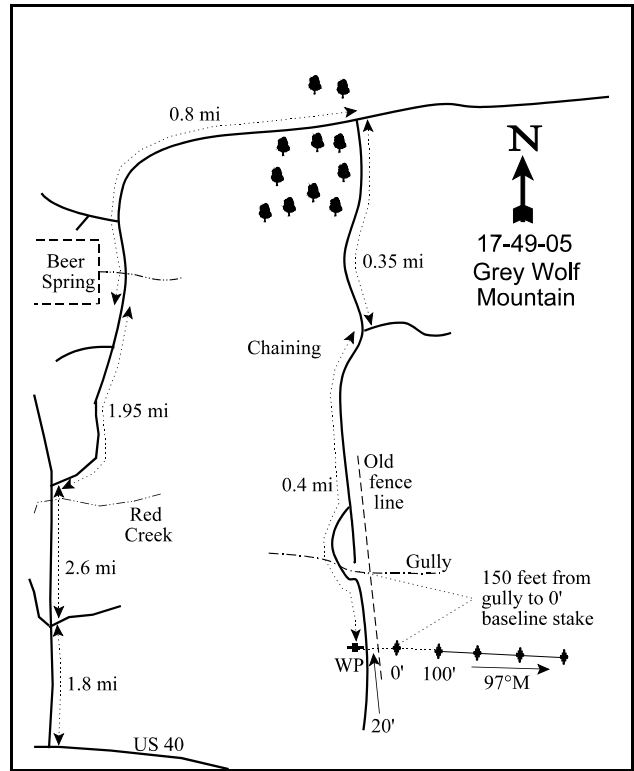 0.8 mi
N
17-49-05
Grey Wolf
Mountain
Beer
Spring
0.35 mi
Chaining
1.95 mi
Old
fence
line
0.4 mi
Red
Creek
Gully
2.6 mi
150 feet from
gully to 0'
baseline stake
WP
0'
100'
97°M
1.8 mi
20'
US 40